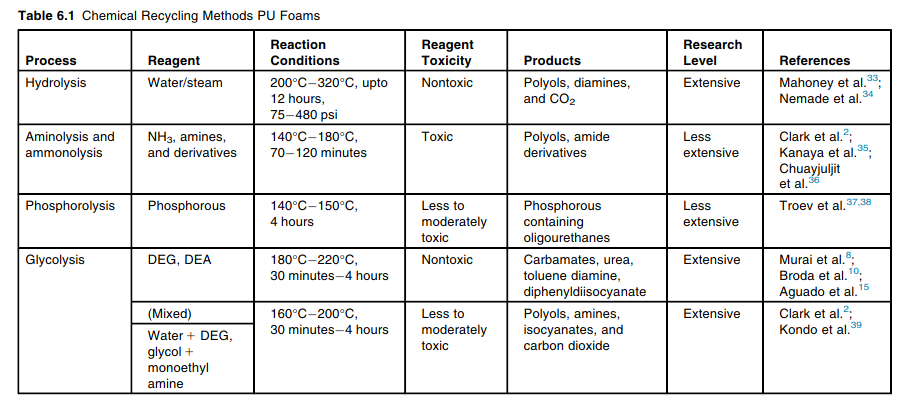 Table 6.1 Chemical Recycling Methods PU Foams
Process
Reagent
Reaction
Conditions
Reagent
Toxicity
Products
Research
Level
References
Hydrolysis
Water/steam
200°C–320°C, upto
12 hours,
75–480 psi
Nontoxic
Polyols, diamines,
and CO2
Extensive
Mahoney et al.33;
Nemade et al.34
Aminolysis and
ammonolysis
NH3, amines,
and derivatives
140°C–180°C,
70–120 minutes
Toxic
Polyols, amide
derivatives
Less
extensive
Clark et al.2;
Kanaya et al.35;
Chuayjuljit
et al.36
Phosphorolysis
Phosphorous
140°C–150°C,
4 hours
Less to
moderately
toxic
Phosphorous
containing
oligourethanes
Less
extensive
Troev et al.37,38
Glycolysis
DEG, DEA
180°C–220°C,
30 minutes–4 hours
Nontoxic
Carbamates, urea,
toluene diamine,
diphenyldiisocyanate
Extensive
Murai et al.8;
Broda et al.10;
Aguado et al.15
(Mixed)
Water + DEG,
glycol +
monoethyl
amine
160°C–200°C,
30 minutes–4 hours
Less to
moderately
toxic
Polyols, amines,
isocyanates, and
carbon dioxide
Extensive
Clark et al.2;
Kondo et al.39